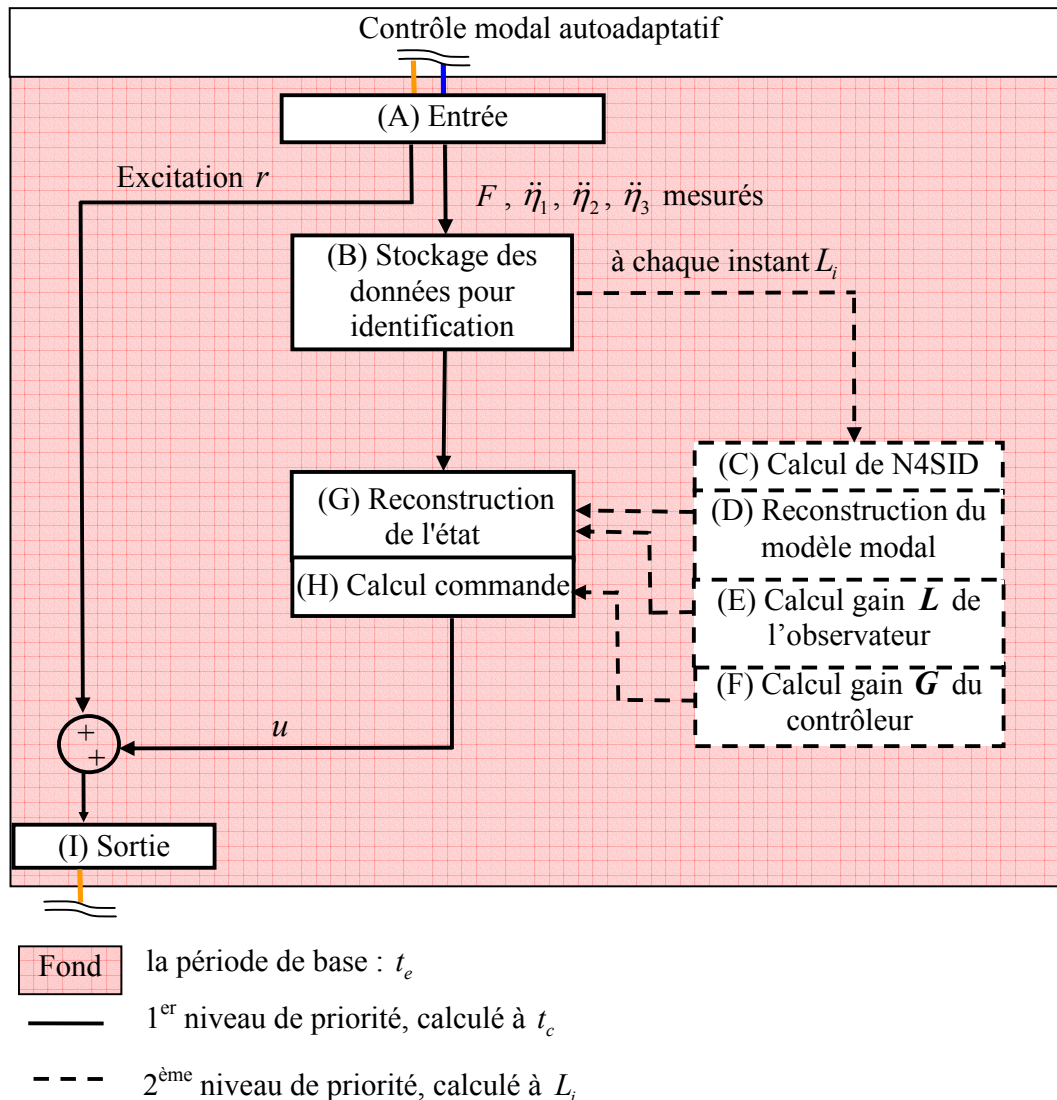 Contrôle modal autoadaptatif
(A) Entrée
Excitation r
F , η̈₁, η̈₂, η̈₃ mesurés
(B) Stockage des
données pour
identification
à chaque instant Lᵢ
(C) Calcul de N4SID
(D) Reconstruction du
modèle modal
(E) Calcul gain L de
l’observateur
(F) Calcul gain G du
contrôleur
(G) Reconstruction
de l'état
(H) Calcul commande
u
+
+
(I) Sortie
Fond la période de base : tₑ
1er niveau de priorité, calculé à t_c
2ème niveau de priorité, calculé à Lᵢ